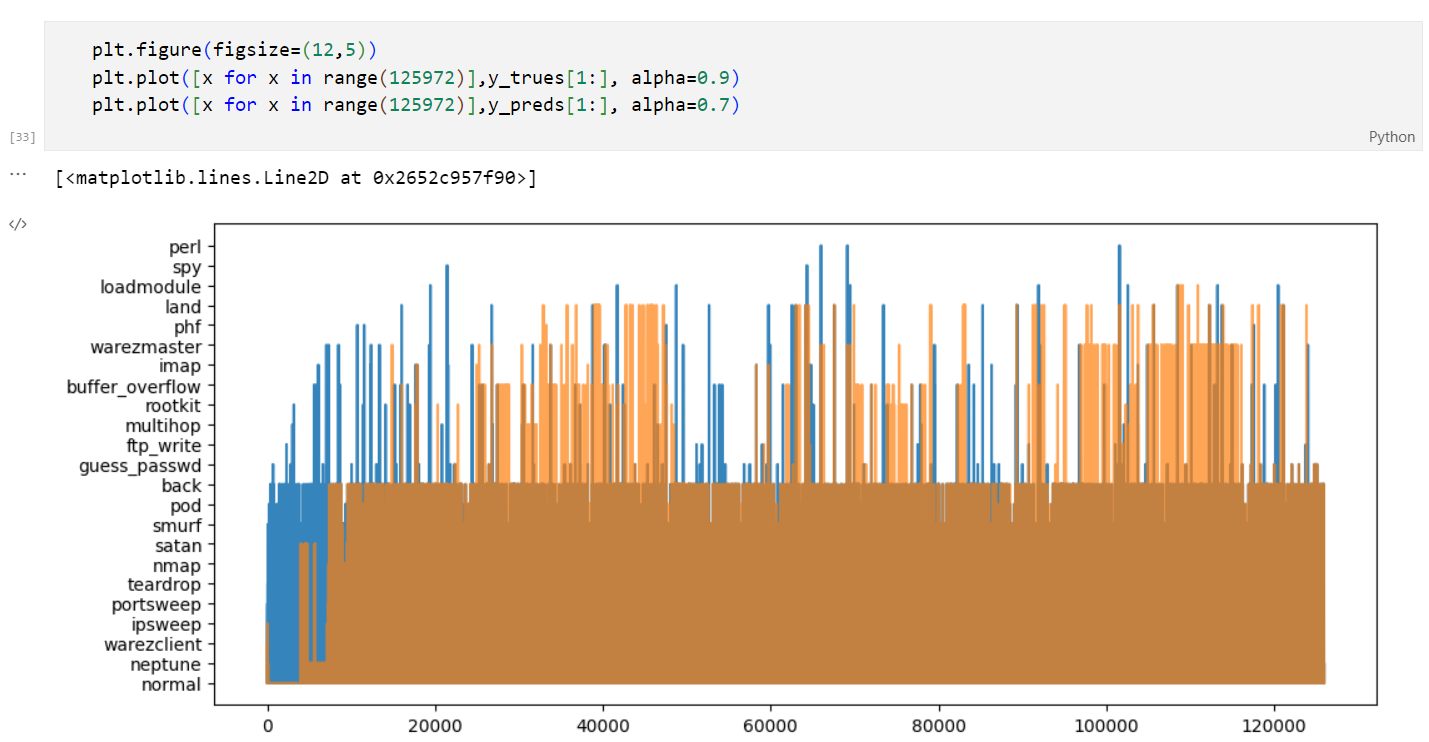 plt.figure(figsize=(12,5))
plt.plot([x for x in range(125972)],y_trues[1:], alpha=0.9)
plt.plot([x for x in range(125972)],y_preds[1:], alpha=0.7)
[33]
Python
...
[<matplotlib.lines.Line2D at 0x2652c957f90>]
</>
perl
spy
loadmodule
land
phf
warezmaster
imap
buffer_overflow
rootkit
multihop
ftp_write
guess_passwd
back
pod
smurf
satan
nmap
teardrop
portsweep
ipsweep
warezclient
neptune
normal
0 20000 40000 60000 80000 100000 120000